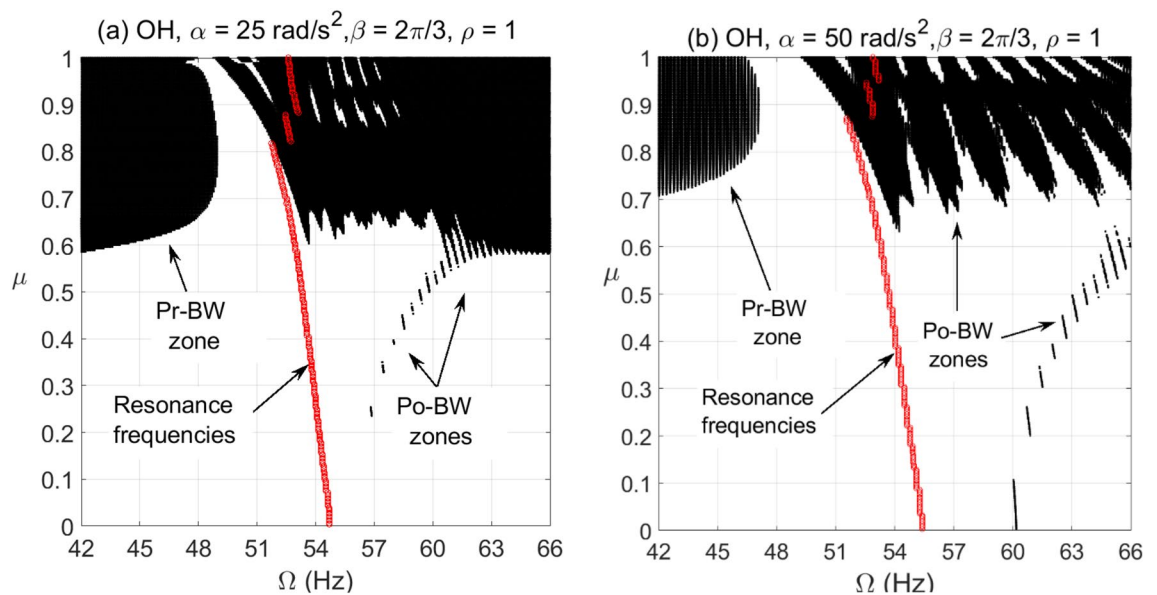 (a) OH, α = 25 rad/s²,β = 2π/3, ρ = 1
1
0.9
0.8
0.7
0.6
μ
0.5
0.4
0.3
0.2
0.1
0
Pr-BW
zone
Resonance
frequencies
Po-BW
zones
42 45 48 51 54 57 60 63 66
Ω (Hz)
(b) OH, α = 50 rad/s²,β = 2π/3, ρ = 1
1
0.9
0.8
0.7
0.6
μ
0.5
0.4
0.3
0.2
0.1
0
Pr-BW
zone
Po-BW
zones
Resonance
frequencies
42 45 48 51 54 57 60 63 66
Ω (Hz)